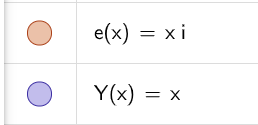 e(x) = x i
Y(x) = x